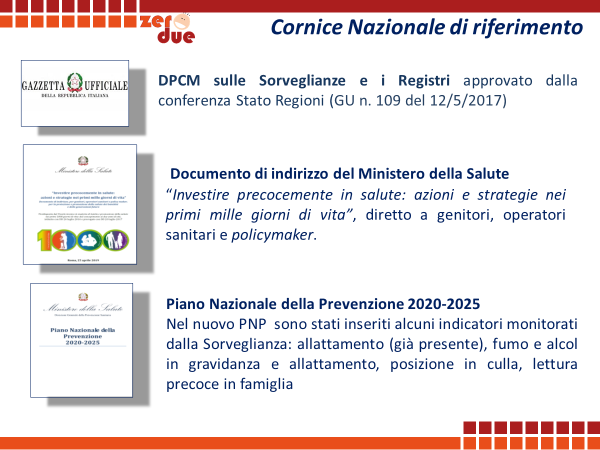 zero
due
Cornice Nazionale di riferimento
GAZZETTA UFFICIALE
DELLA REPUBBLICA ITALIANA
DPCM sulle Sorveglianze e i Registri approvato dalla
conferenza Stato Regioni (GU n. 109 del 12/5/2017)
Ministero della Salute
"Investire precocemente in salute:
azioni e strategie nei primi mille giorni di vita"
1000
Documento di indirizzo del Ministero della Salute
“Investire precocemente in salute: azioni e strategie nei
primi mille giorni di vita”, diretto a genitori, operatori
sanitari e policymaker.
Ministero della Salute
Piano Nazionale della
Prevenzione
2020-2025
Piano Nazionale della Prevenzione 2020-2025
Nel nuovo PNP sono stati inseriti alcuni indicatori monitorati
dalla Sorveglianza: allattamento (già presente), fumo e alcol
in gravidanza e allattamento, posizione in culla, lettura
precoce in famiglia